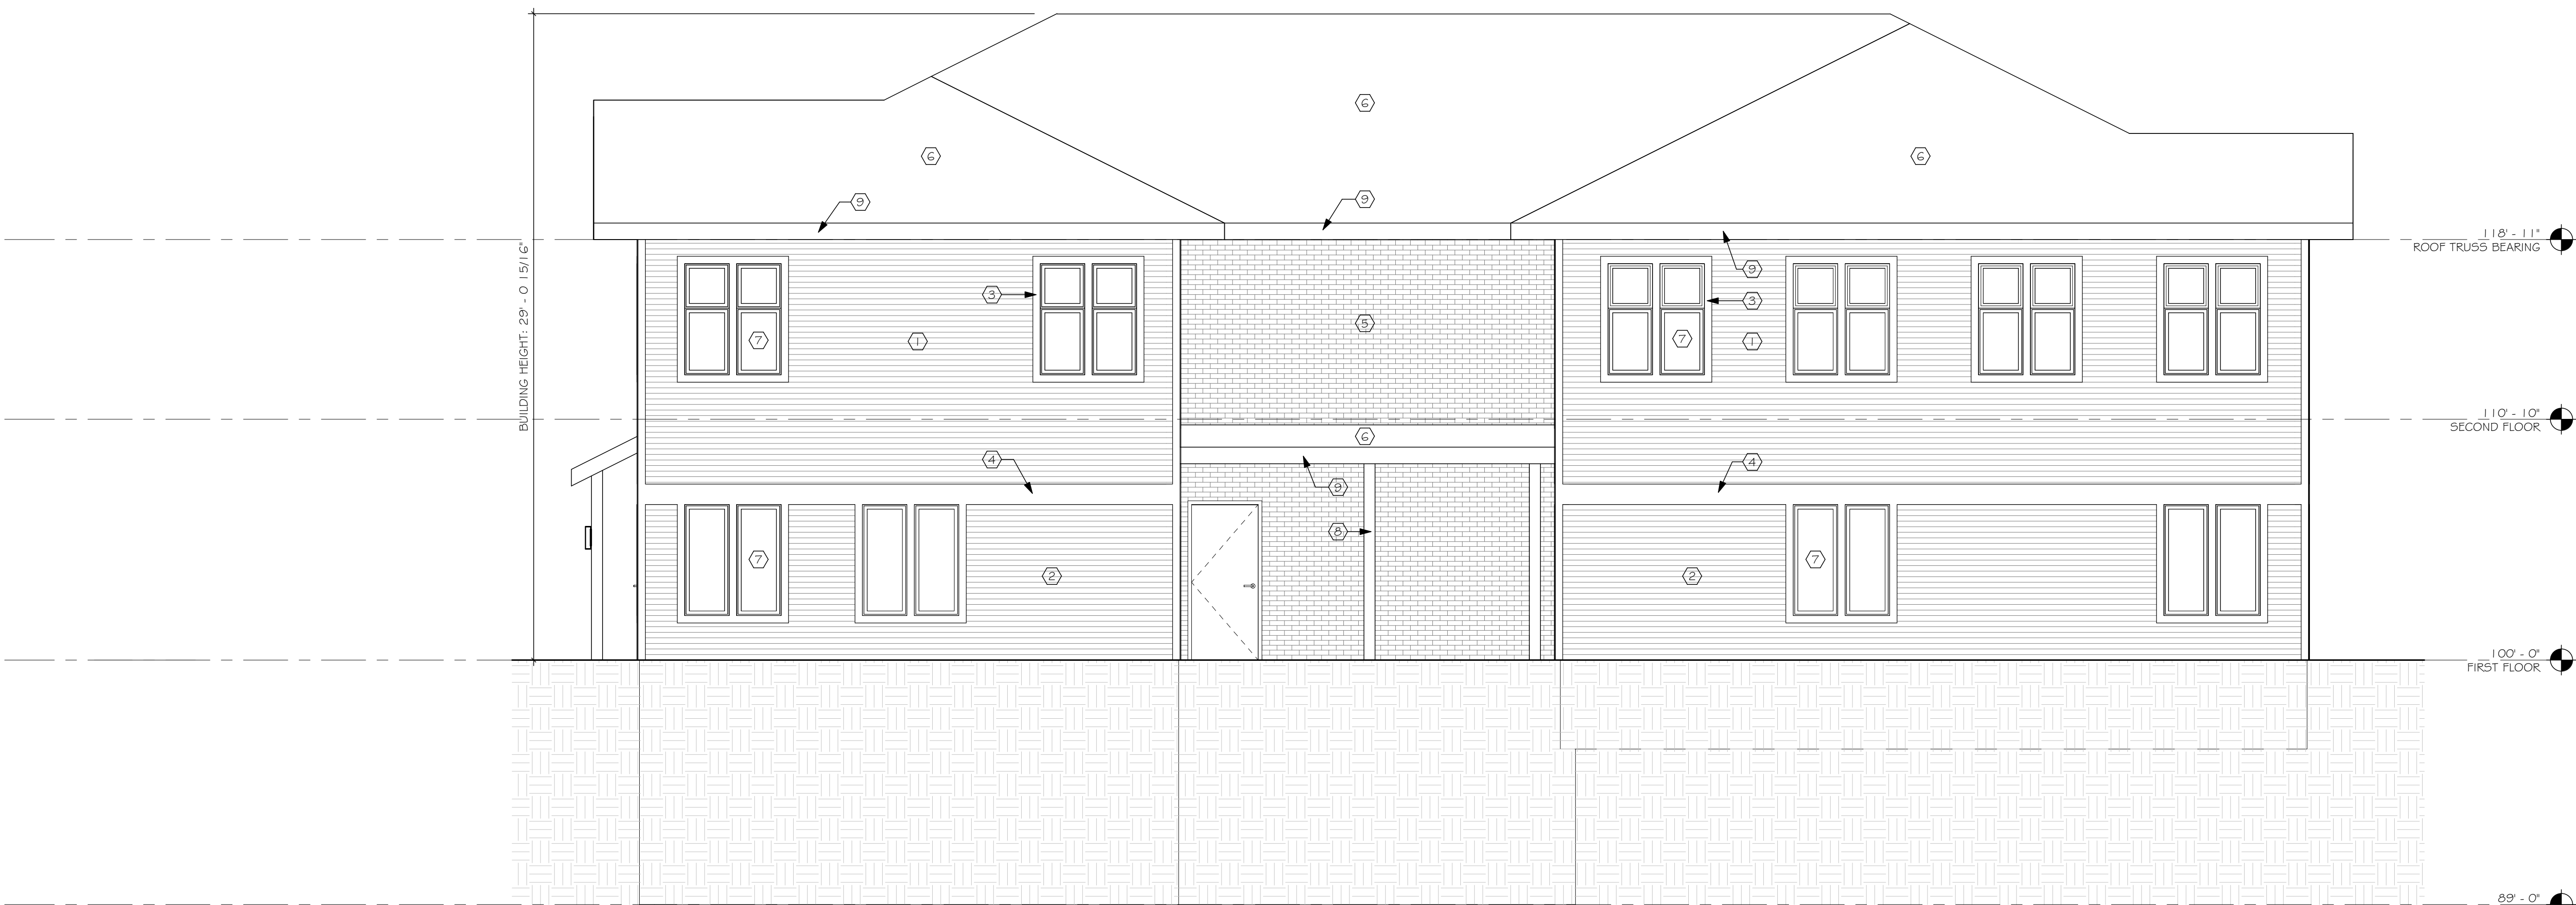 6
6
6
9
9
118' - 11"
ROOF TRUSS BEARING
BUILDING HEIGHT: 29' - 0 15/16"
9
3
3
5
7
1
7
1
110' - 10"
SECOND FLOOR
6
4
4
9
8
7
7
2
2
100' - 0"
FIRST FLOOR
89' - 0"